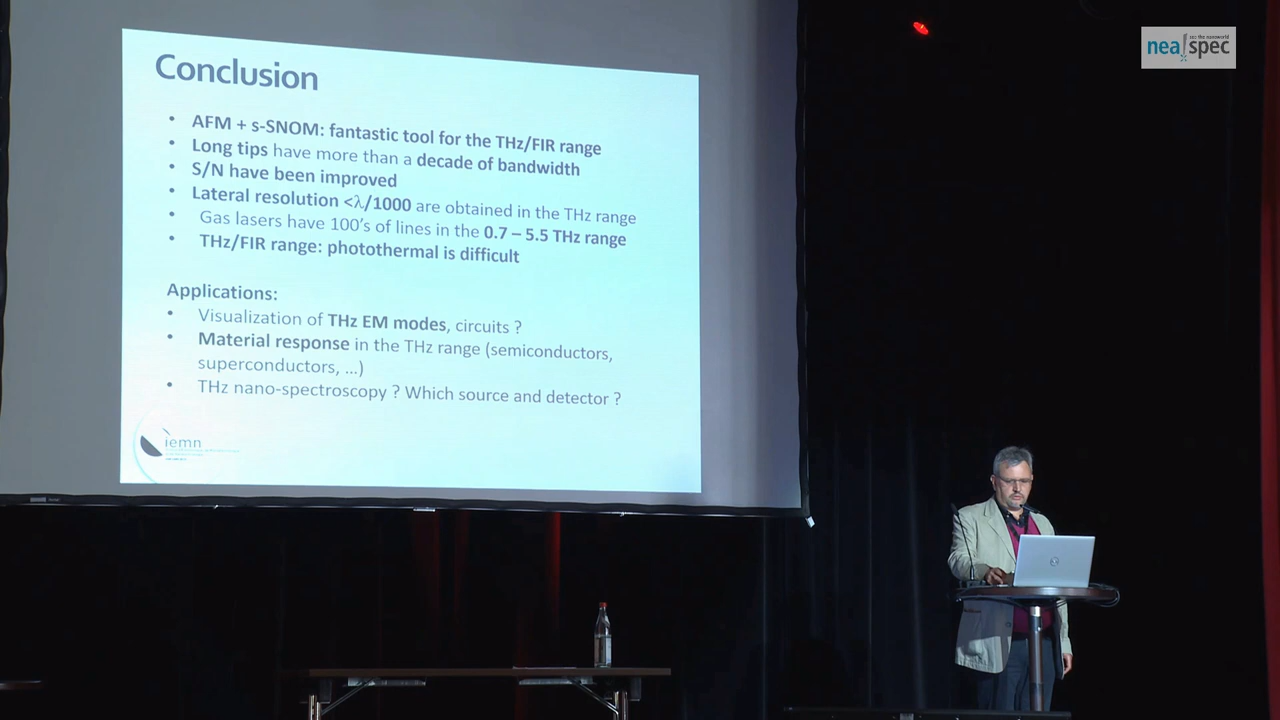 see the nanoworld
nea spec
Conclusion
• AFM + s-SNOM: fantastic tool for the THz/FIR range
• Long tips have more than a decade of bandwidth
• S/N have been improved
• Lateral resolution <λ/1000 are obtained in the THz range
• Gas lasers have 100's of lines in the 0.7 – 5.5 THz range
• THz/FIR range: photothermal is difficult
Applications:
• Visualization of THz EM modes, circuits ?
• Material response in the THz range (semiconductors,
superconductors, ...)
• THz nano-spectroscopy ? Which source and detector ?
iemn